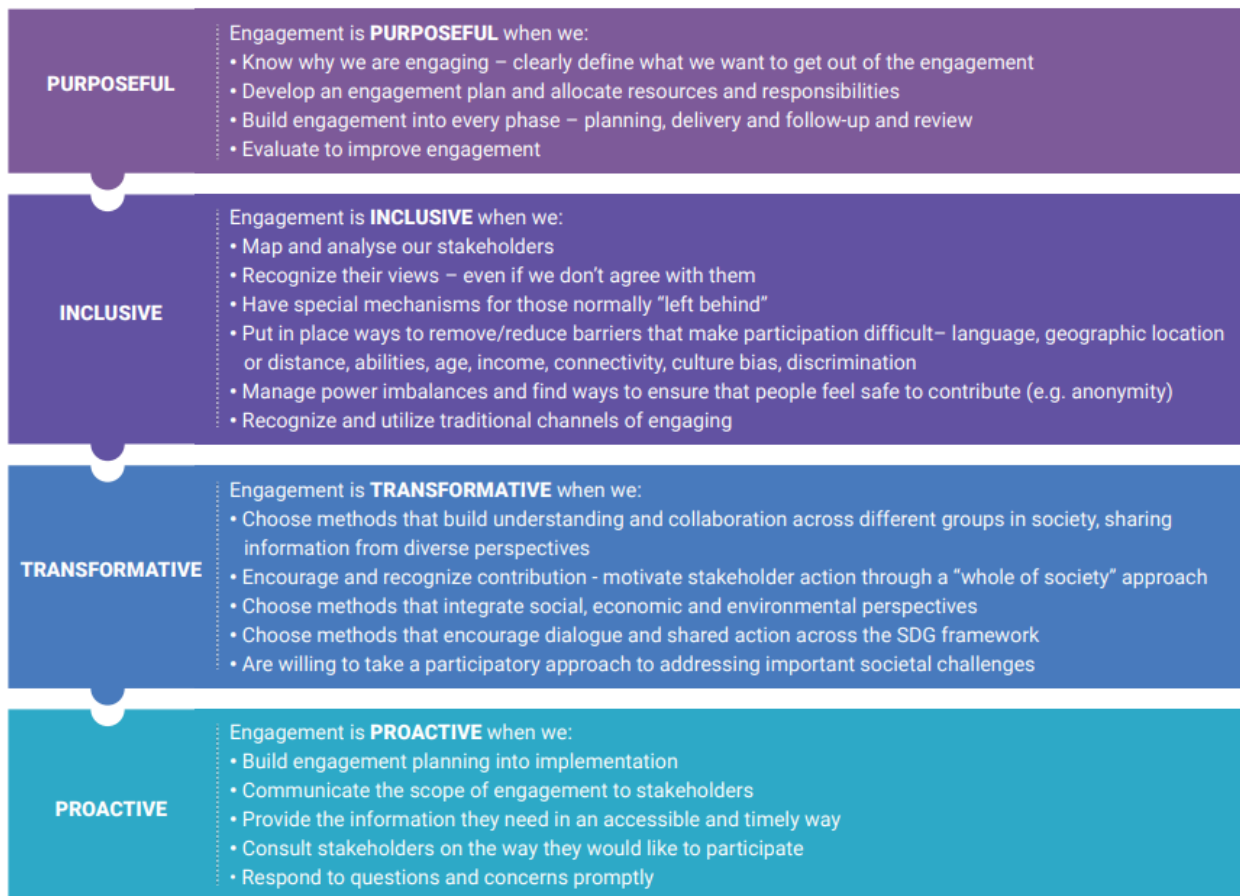 PURPOSEFUL
Engagement is PURPOSEFUL when we:
• Know why we are engaging – clearly define what we want to get out of the engagement
• Develop an engagement plan and allocate resources and responsibilities
• Build engagement into every phase – planning, delivery and follow-up and review
• Evaluate to improve engagement
INCLUSIVE
Engagement is INCLUSIVE when we:
• Map and analyse our stakeholders
• Recognize their views – even if we don’t agree with them
• Have special mechanisms for those normally “left behind”
• Put in place ways to remove/reduce barriers that make participation difficult– language, geographic location
or distance, abilities, age, income, connectivity, culture bias, discrimination
• Manage power imbalances and find ways to ensure that people feel safe to contribute (e.g. anonymity)
• Recognize and utilize traditional channels of engaging
TRANSFORMATIVE
Engagement is TRANSFORMATIVE when we:
• Choose methods that build understanding and collaboration across different groups in society, sharing
information from diverse perspectives
• Encourage and recognize contribution - motivate stakeholder action through a “whole of society” approach
• Choose methods that integrate social, economic and environmental perspectives
• Choose methods that encourage dialogue and shared action across the SDG framework
• Are willing to take a participatory approach to addressing important societal challenges
PROACTIVE
Engagement is PROACTIVE when we:
• Build engagement planning into implementation
• Communicate the scope of engagement to stakeholders
• Provide the information they need in an accessible and timely way
• Consult stakeholders on the way they would like to participate
• Respond to questions and concerns promptly